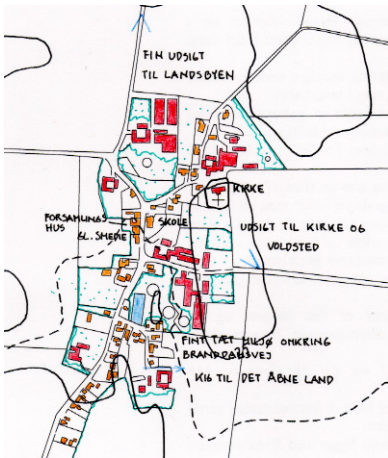 FIN UDSIGT
TIL LANDSBYEN
KIRKE
FORSAMLINGS
HUS
SKOLE
GL. SMEDIE
UDSIGT TIL KIRKE OG
VOLDSTED
FINT TÆT MILJØ OMKRING
BRANDDAMSVEJ
KIG TIL DET ÅBNE LAND